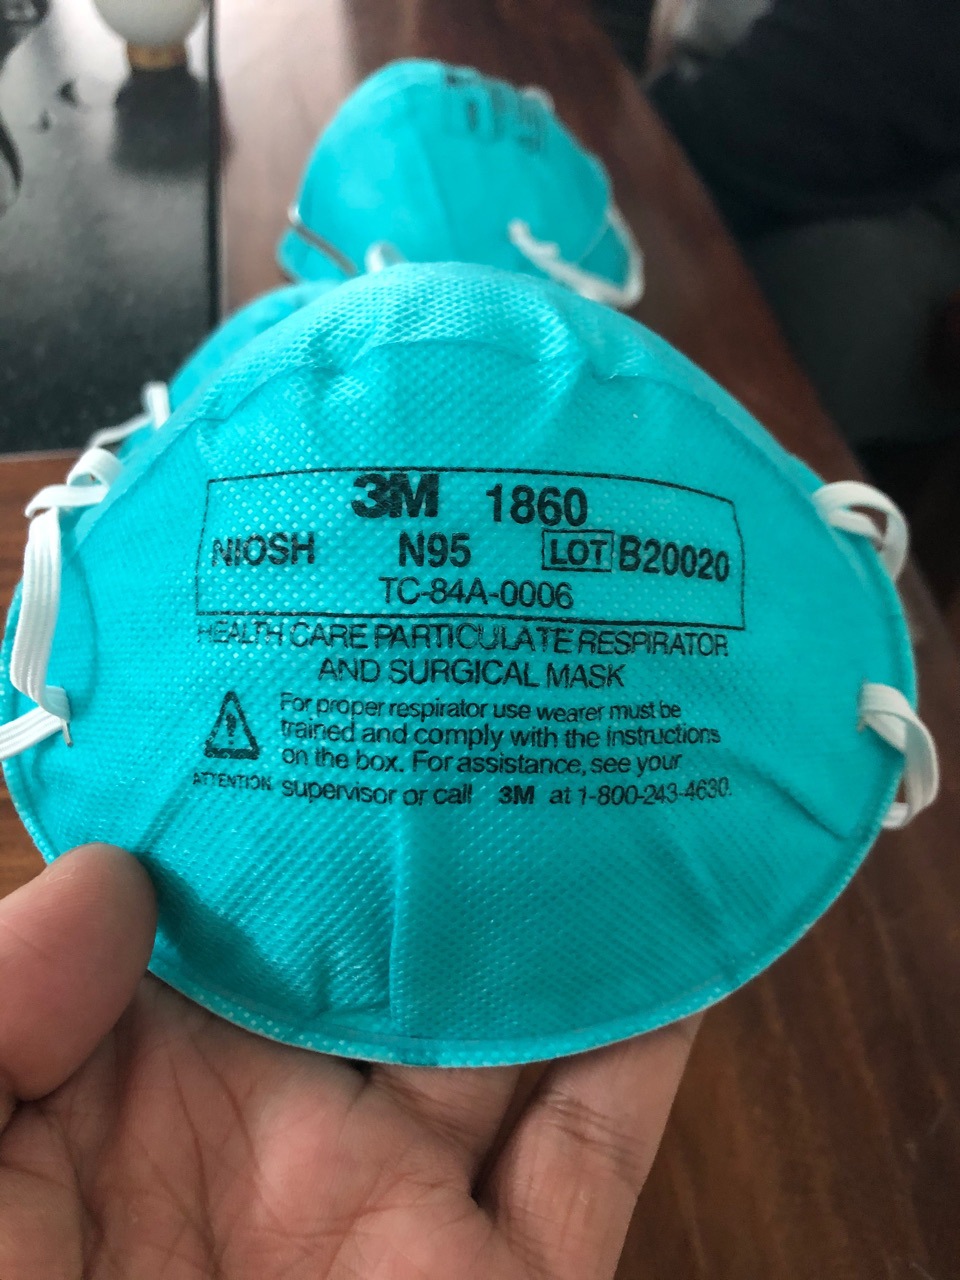 3M 1860
NIOSH N95 LOT B20020
TC-84A-0006
HEALTH CARE PARTICULATE RESPIRATOR
AND SURGICAL MASK
For proper respirator use wearer must be
trained and comply with the instructions
on the box. For assistance, see your
ATTENTION supervisor or call 3M at 1-800-243-4630.